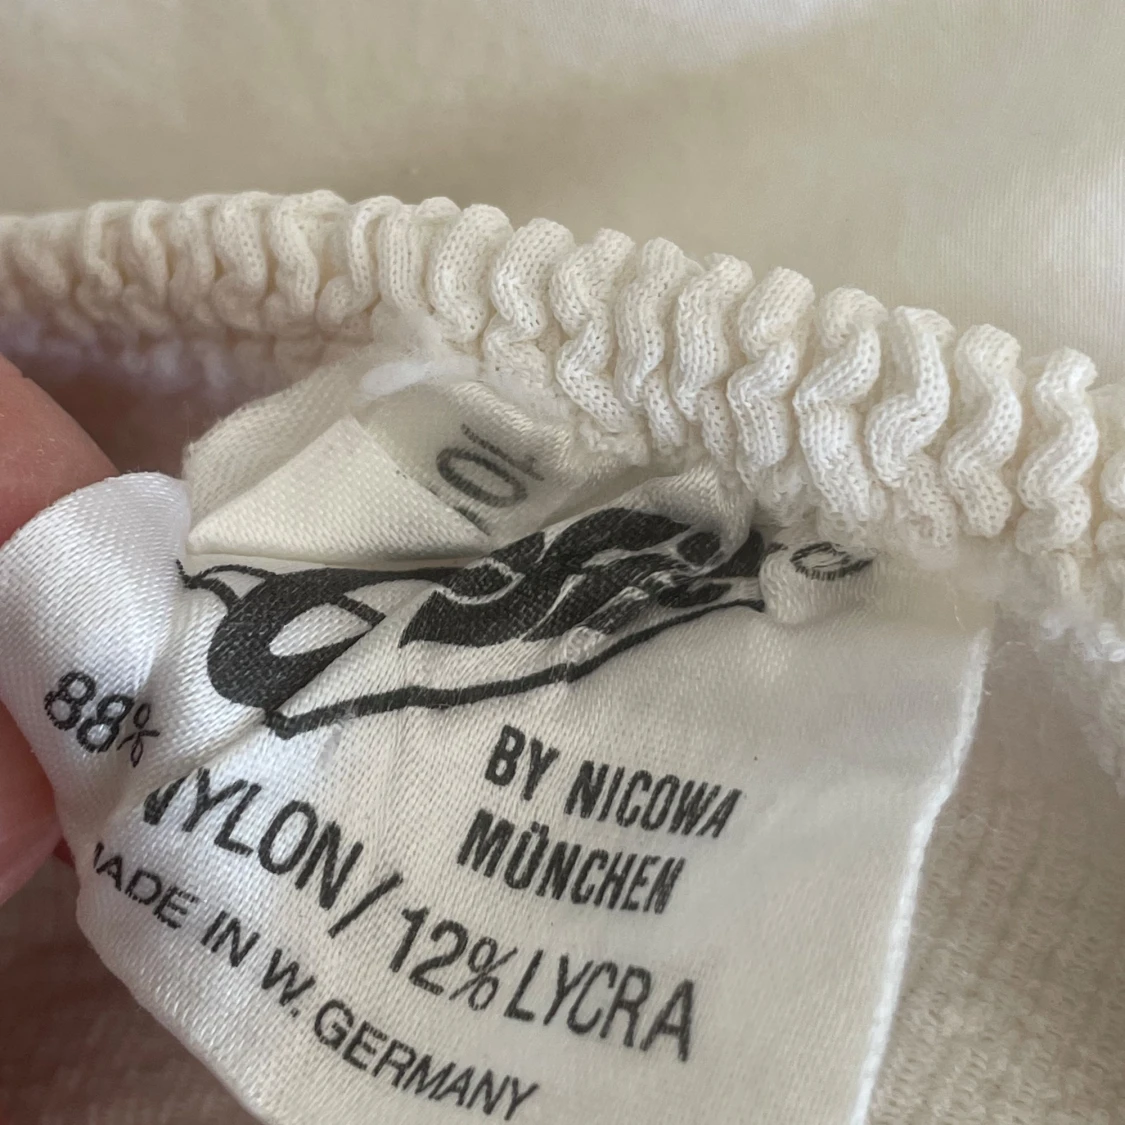 10
BY NICOWA
MÜNCHEN
88% NYLON/12% LYCRA
MADE IN W. GERMANY